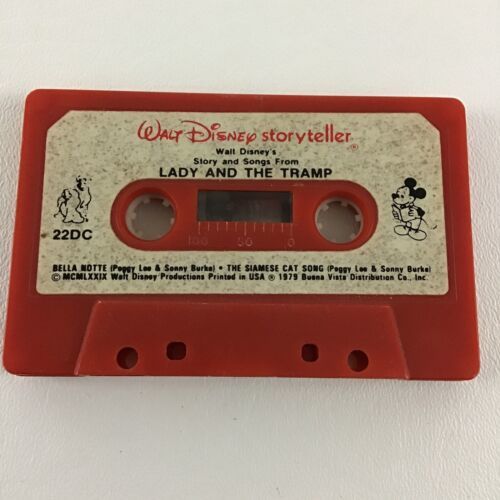 WALT DISNEY storyteller®
Walt Disney's
Story and Songs From
LADY AND THE TRAMP
22DC
100 50 0
BELLA NOTTE (Peggy Lee & Sonny Burke) • THE SIAMESE CAT SONG (Peggy Lee & Sonny Burke)
© MCMLXXIX Walt Disney Productions Printed in USA ℗ 1979 Buena Vista Distribution Co., Inc.